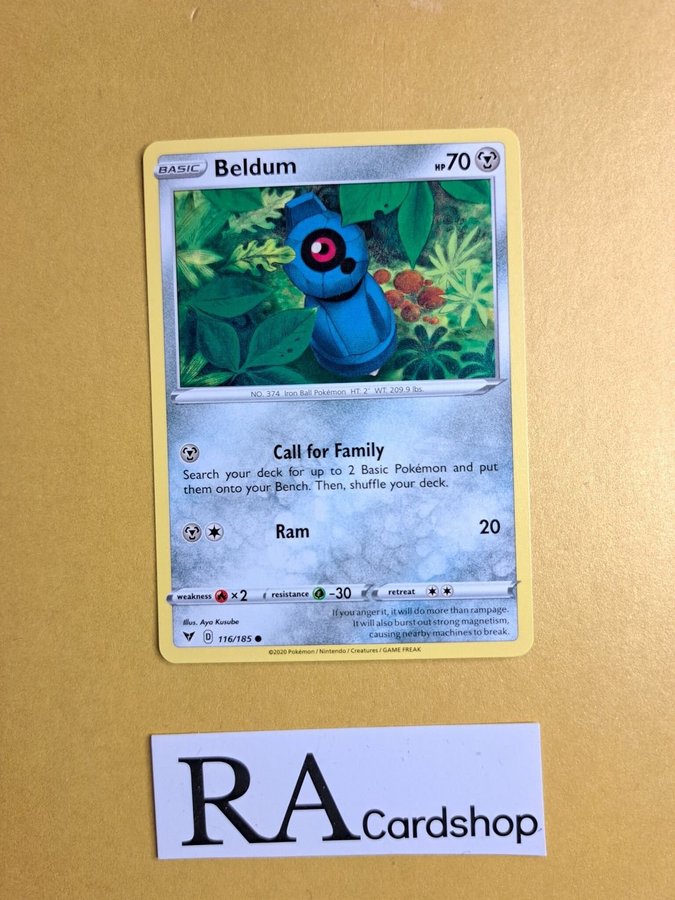 BASIC Beldum HP 70
NO. 374 Iron Ball Pokémon HT: 2' WT: 209.9 lbs.
Call for Family
Search your deck for up to 2 Basic Pokémon and put
them onto your Bench. Then, shuffle your deck.
Ram 20
weakness ×2 resistance -30 retreat
If you anger it, it will do more than rampage.
It will also burst out strong magnetism,
causing nearby machines to break.
Illus. Ayo Kusube
D 116/185
©2020 Pokémon / Nintendo / Creatures / GAME FREAK
RA Cardshop